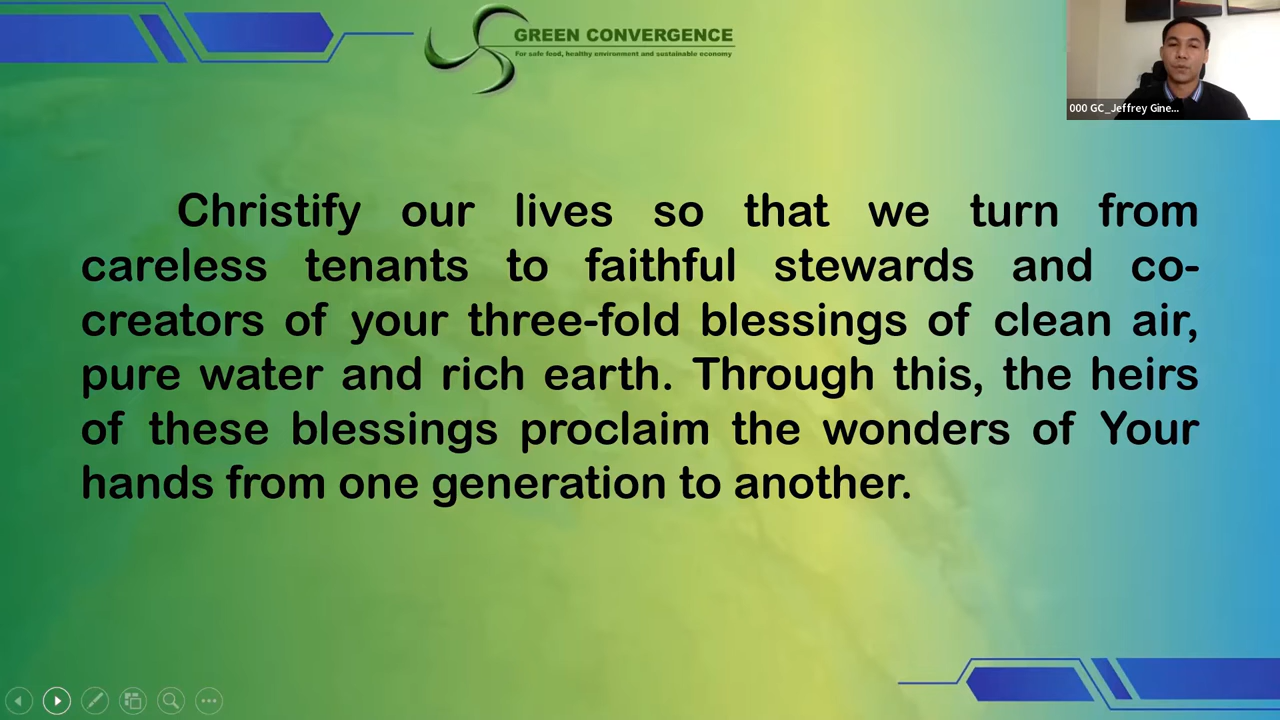 GREEN CONVERGENCE
For safe food, healthy environment and sustainable economy
000 GC_Jeffrey Gine...
Christify our lives so that we turn from
careless tenants to faithful stewards and co-
creators of your three-fold blessings of clean air,
pure water and rich earth. Through this, the heirs
of these blessings proclaim the wonders of Your
hands from one generation to another.